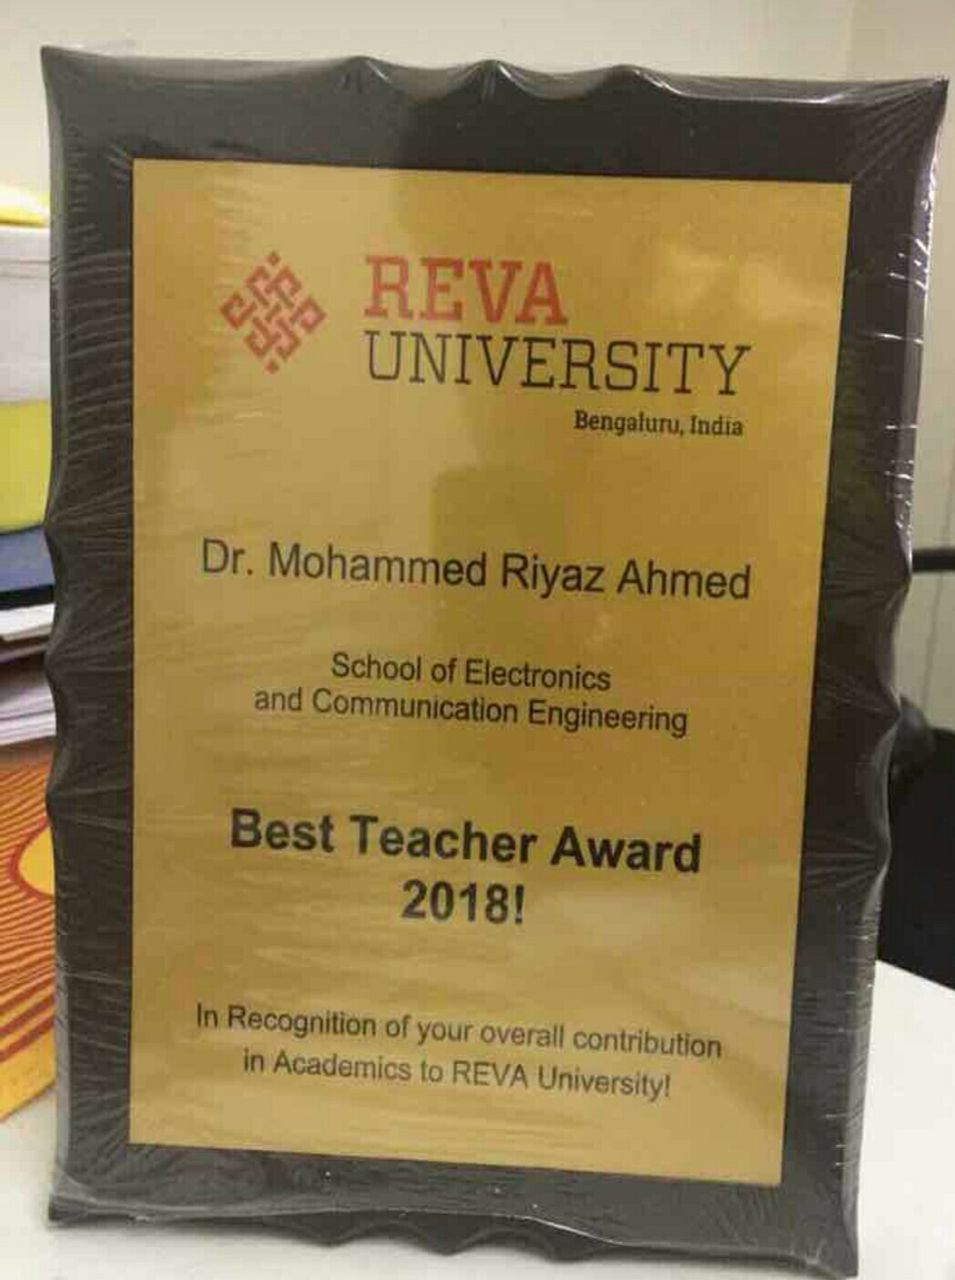 REVA
UNIVERSITY
Bengaluru, India
Dr. Mohammed Riyaz Ahmed
School of Electronics
and Communication Engineering
Best Teacher Award
2018!
In Recognition of your overall contribution
in Academics to REVA University!